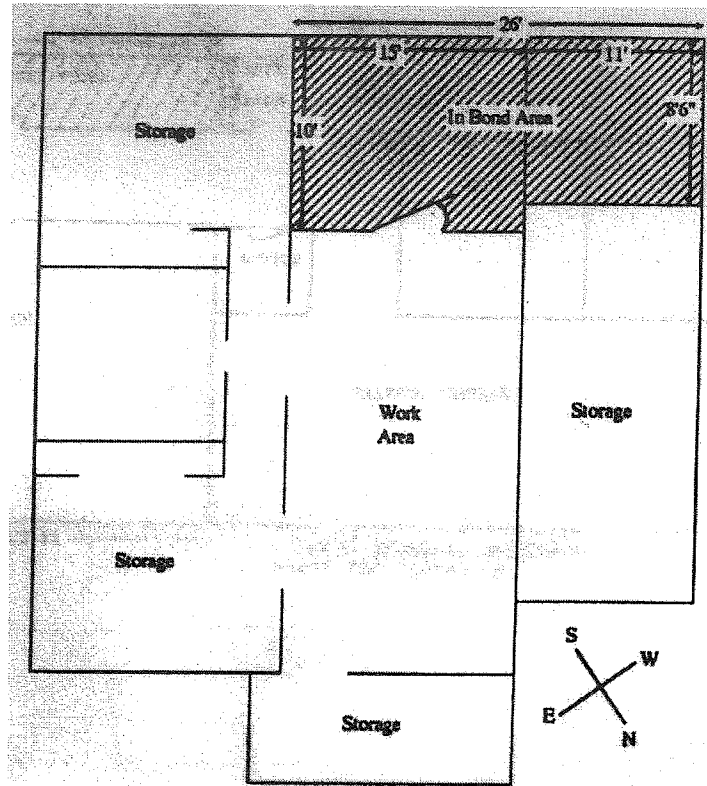 26'
15'
11'
Storage
10'
In Bond Area
8'6"
Work
Area
Storage
Storage
S
W
E
N
Storage